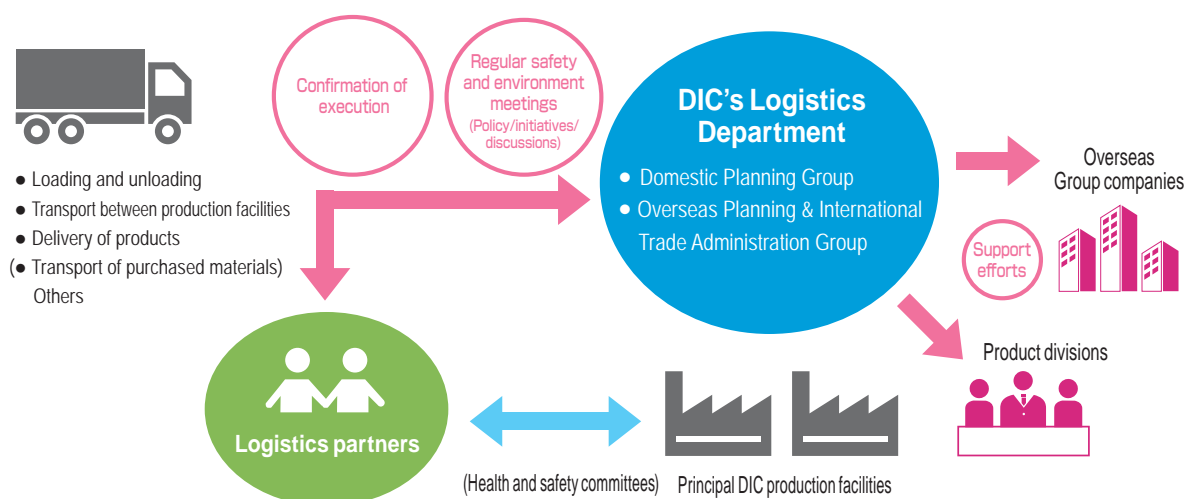 Confirmation of
execution
Regular safety
and environment
meetings
(Policy/initiatives/
discussions)
DIC’s Logistics
Department
● Domestic Planning Group
● Overseas Planning & International
Trade Administration Group
● Loading and unloading
● Transport between production facilities
● Delivery of products
(● Transport of purchased materials)
Others
Overseas
Group companies
Support
efforts
Product divisions
Logistics partners
(Health and safety committees)
Principal DIC production facilities